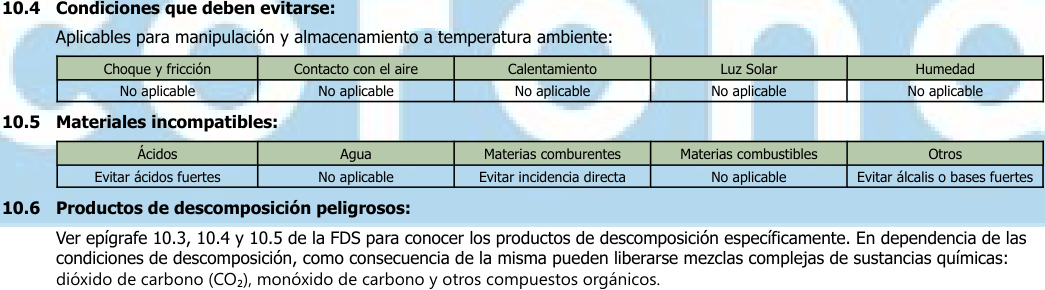 10.4 Condiciones que deben evitarse:
Aplicables para manipulación y almacenamiento a temperatura ambiente:
Choque y fricción Contacto con el aire Calentamiento Luz Solar Humedad
No aplicable No aplicable No aplicable No aplicable No aplicable
10.5 Materiales incompatibles:
Ácidos Agua Materias comburentes Materias combustibles Otros
Evitar ácidos fuertes No aplicable Evitar incidencia directa No aplicable Evitar álcalis o bases fuertes
10.6 Productos de descomposición peligrosos:
Ver epígrafe 10.3, 10.4 y 10.5 de la FDS para conocer los productos de descomposición específicamente. En dependencia de las
condiciones de descomposición, como consecuencia de la misma pueden liberarse mezclas complejas de sustancias químicas:
dióxido de carbono (CO₂), monóxido de carbono y otros compuestos orgánicos.